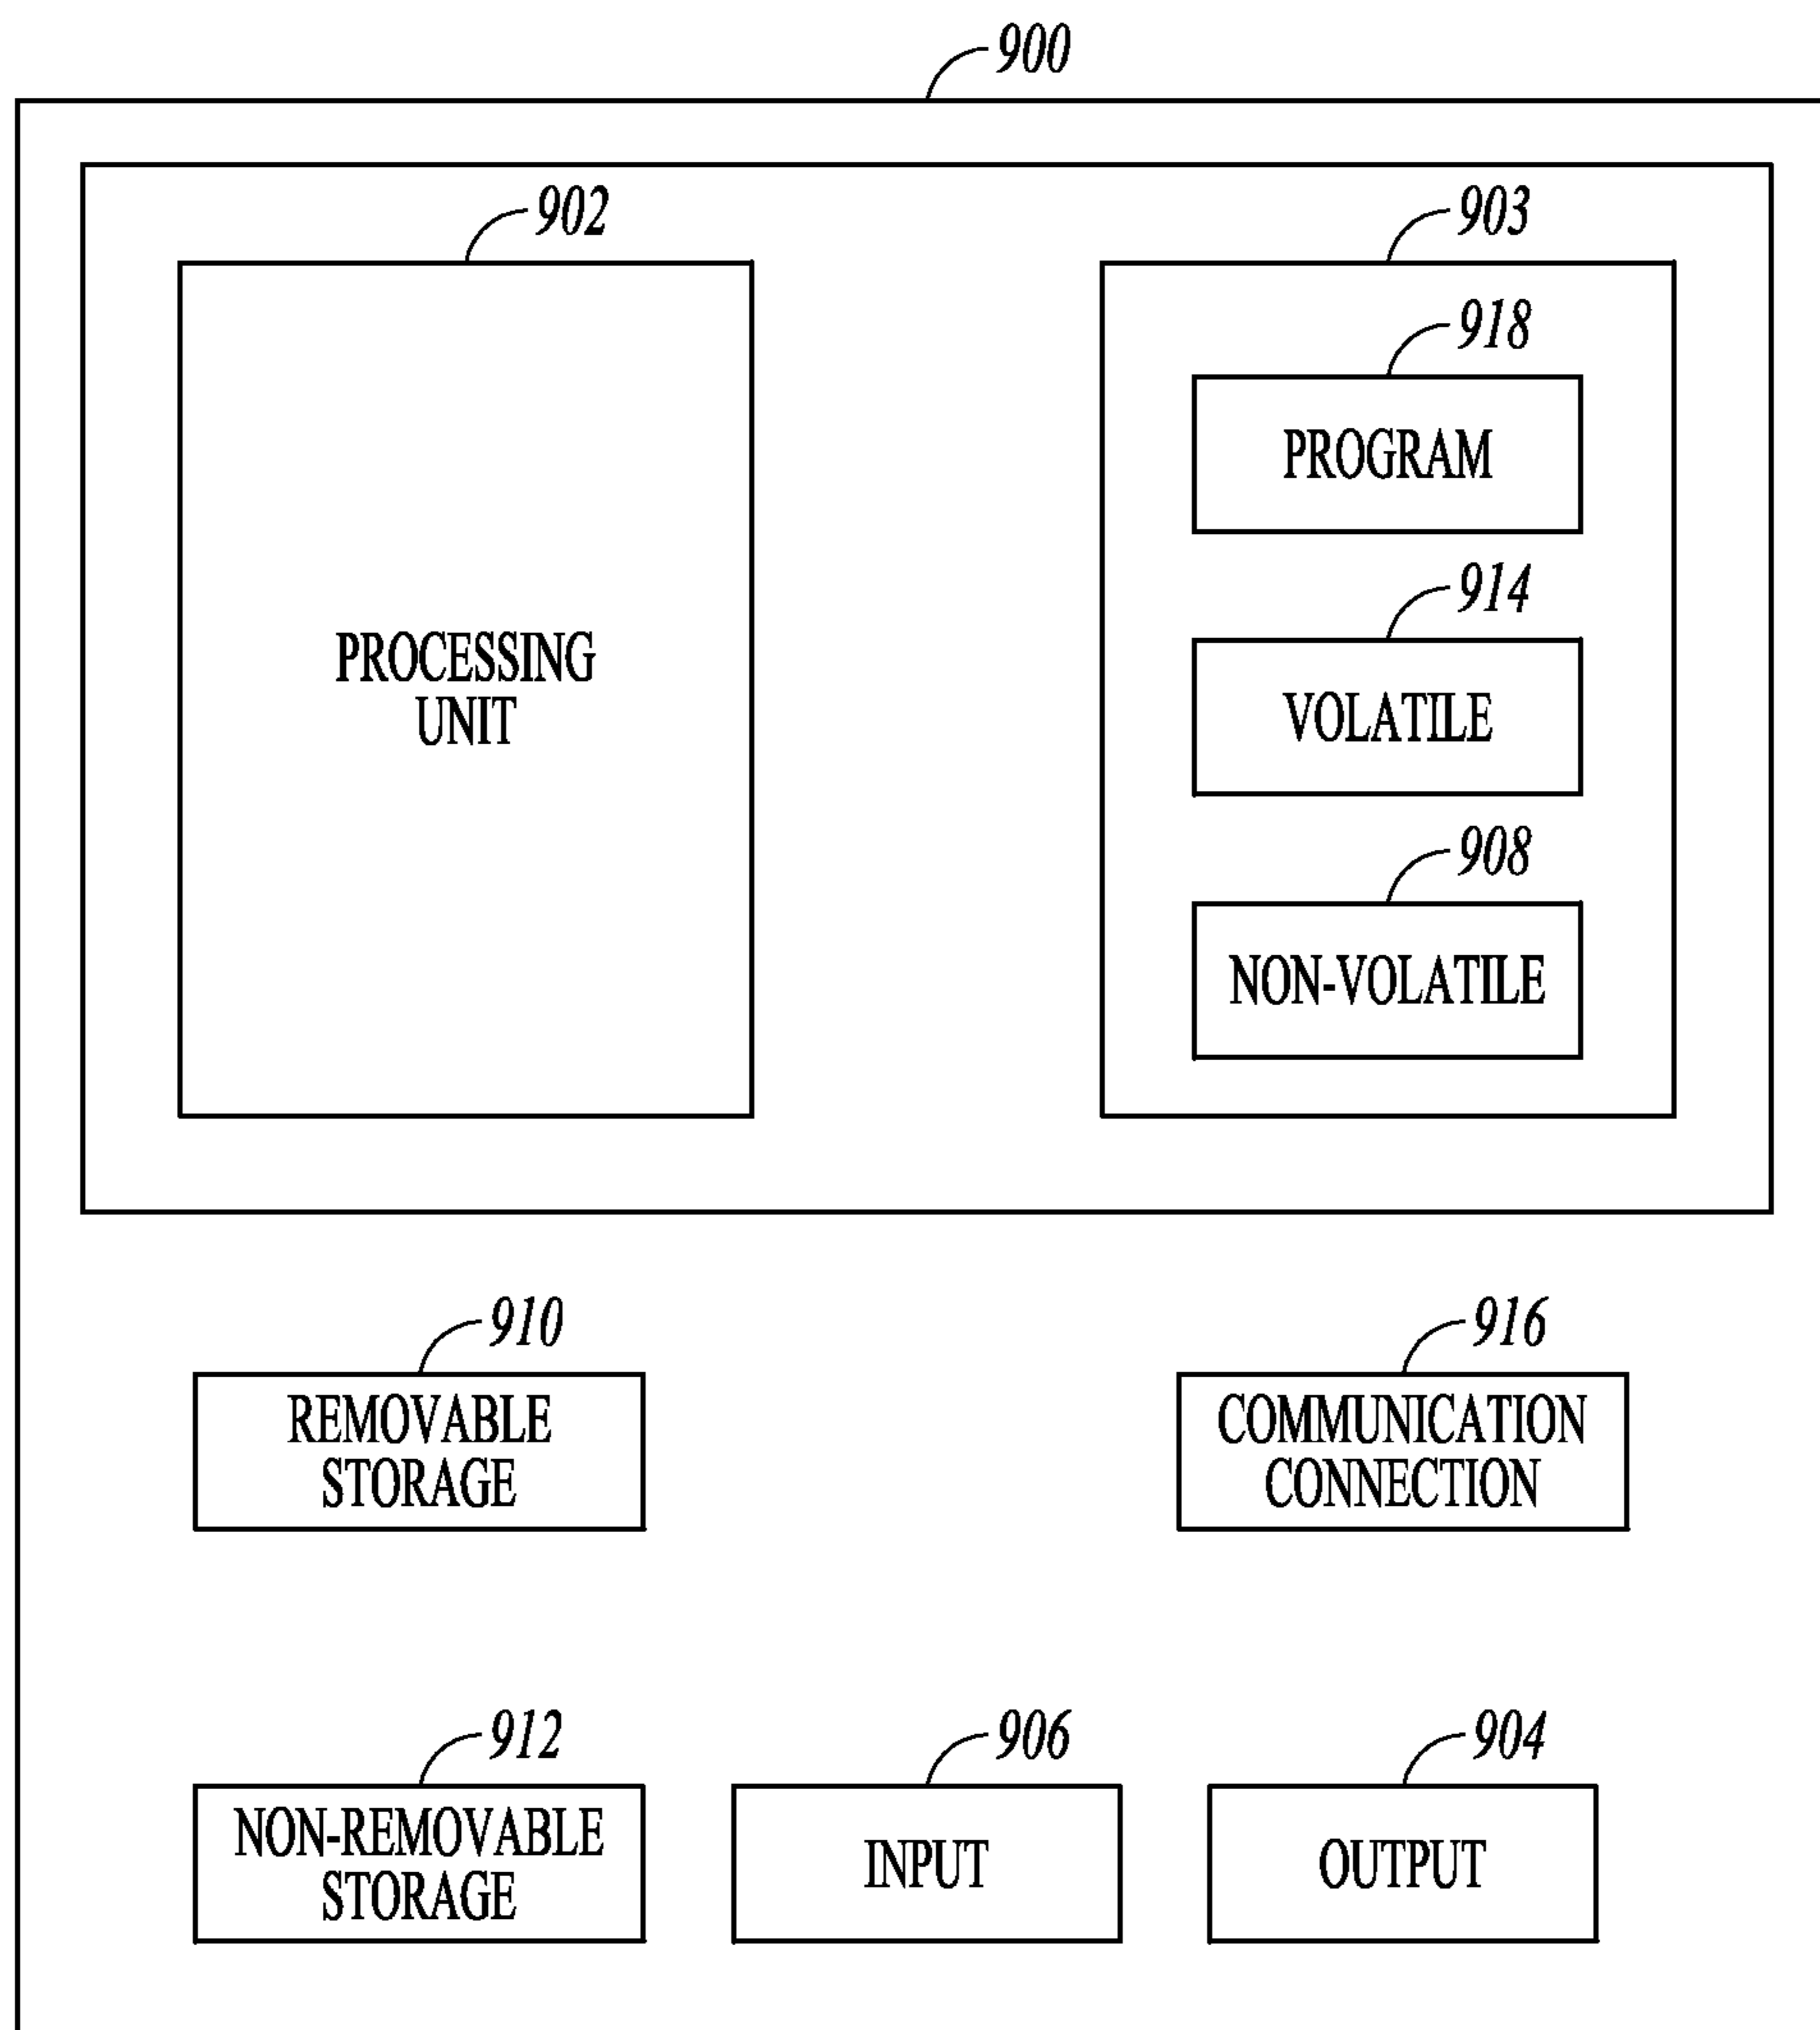 900
902
903
918
PROGRAM
914
PROCESSING
UNIT
VOLATILE
908
NON-VOLATILE
910
916
REMOVABLE
STORAGE
COMMUNICATION
CONNECTION
912
906
904
NON-REMOVABLE
STORAGE
INPUT
OUTPUT